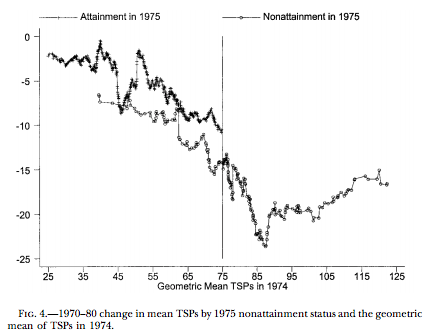 Attainment in 1975 Nonattainment in 1975
0
-5
-10
-15
-20
-25
25 35 45 55 65 75 85 95 105 115 125
Geometric Mean TSPs in 1974
FIG. 4.—1970–80 change in mean TSPs by 1975 nonattainment status and the geometric
mean of TSPs in 1974.